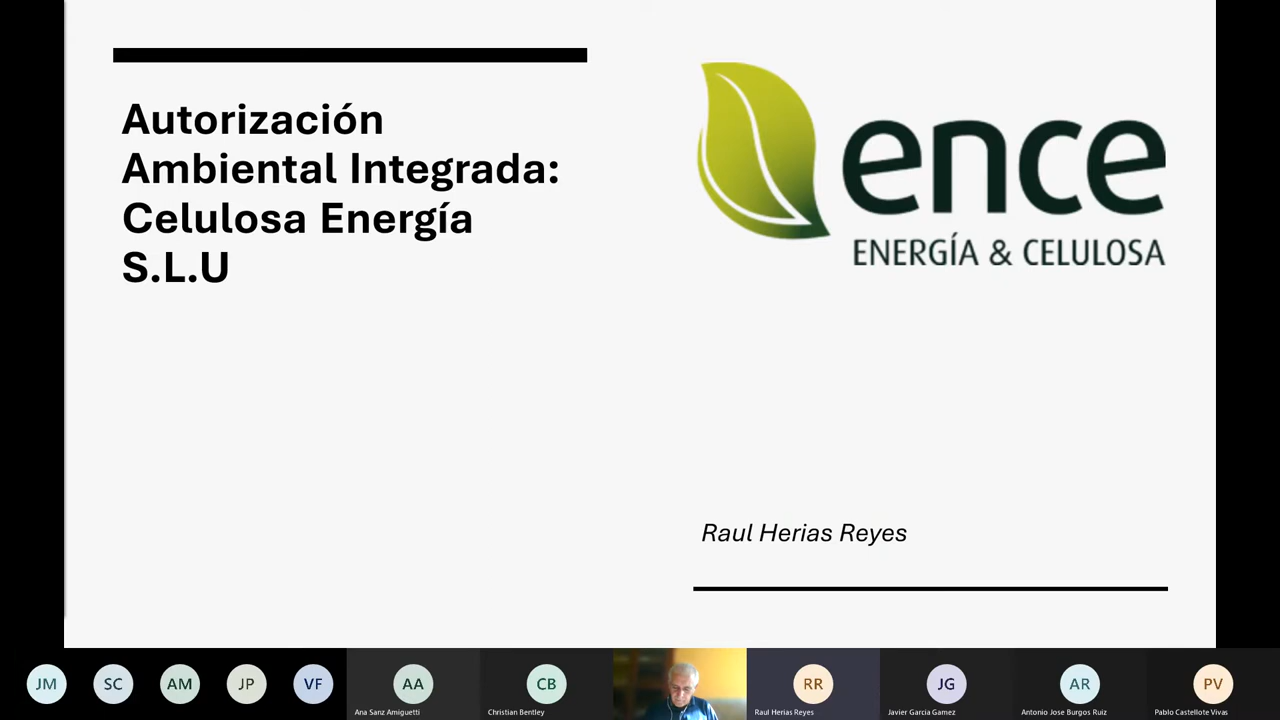 Autorización
Ambiental Integrada:
Celulosa Energía
S.L.U
ence
ENERGÍA & CELULOSA
Raul Herias Reyes
JM
SC
AM
JP
VF
AA
Ana Sanz Amiguetti
CB
Christian Bentley
RR
Raul Herias Reyes
JG
Javier Garcia Gamez
AR
Antonio Jose Burgos Ruiz
PV
Pablo Castellote Vivas